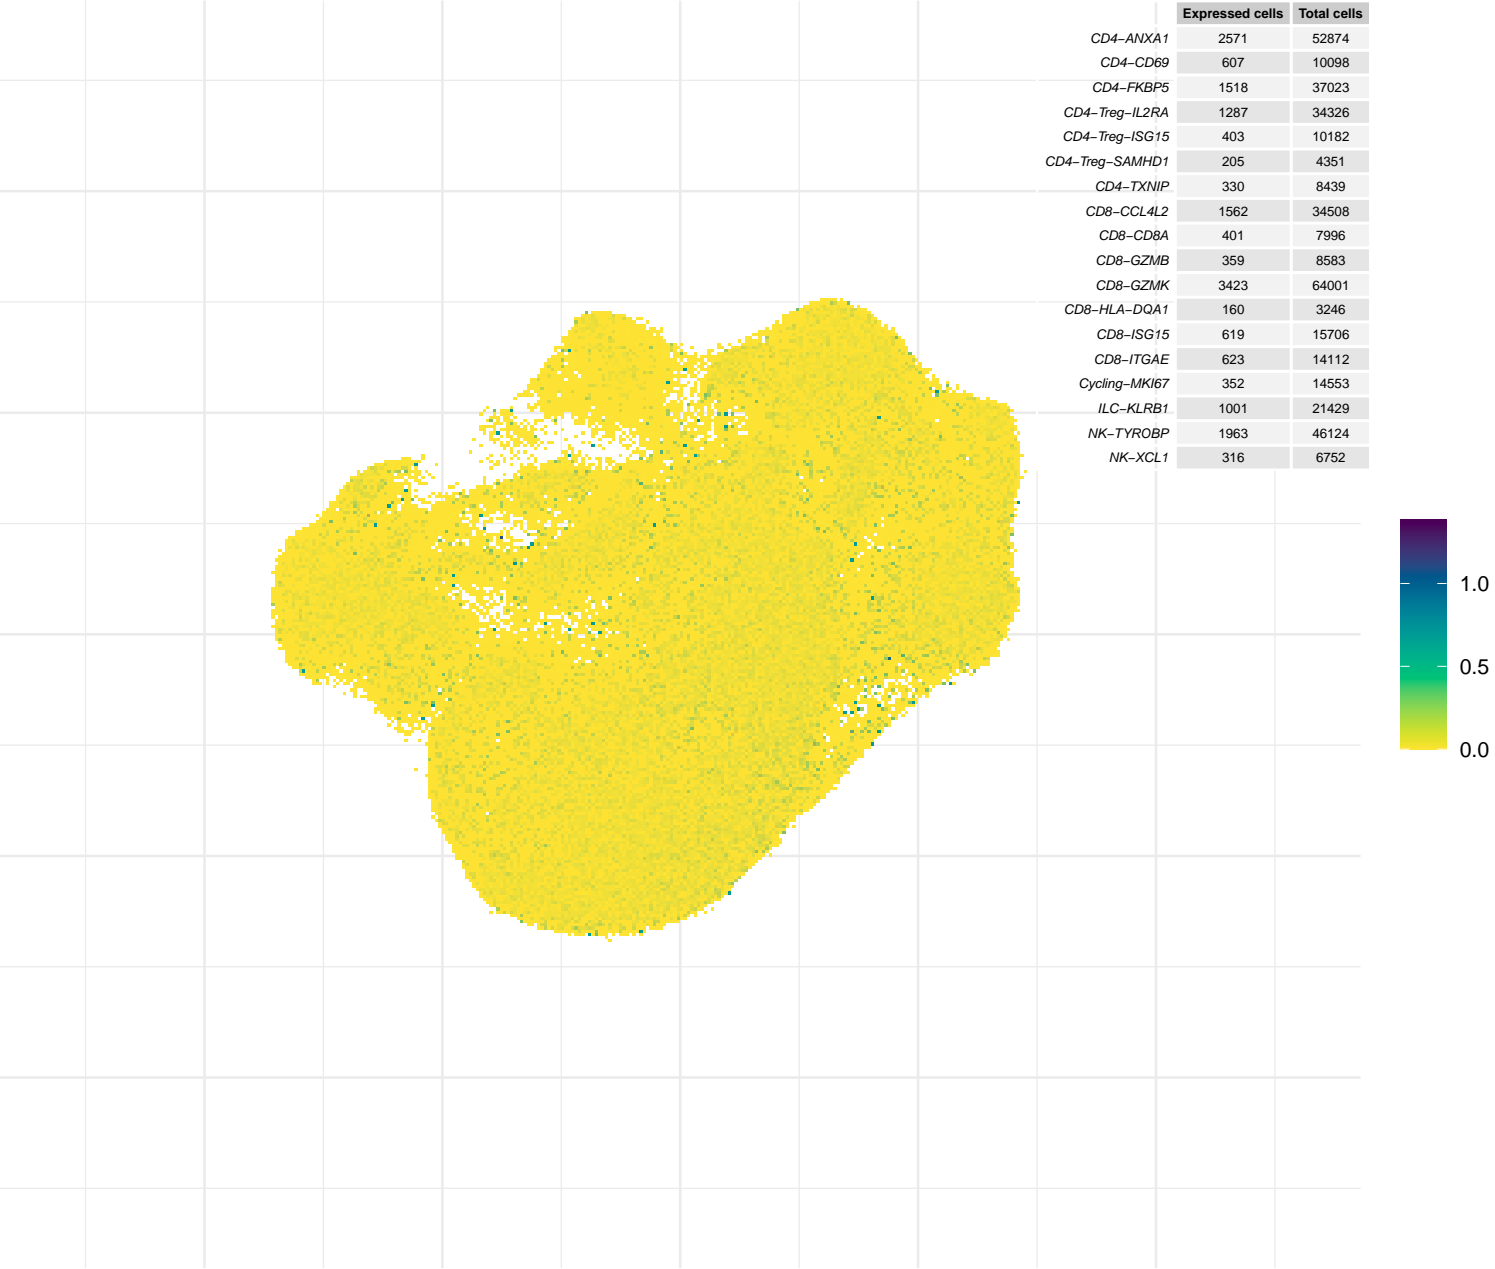 Expressed cells Total cells
CD4−ANXA1 2571 52874
CD4−CD69 607 10098
CD4−FKBP5 1518 37023
CD4−Treg−IL2RA 1287 34326
CD4−Treg−ISG15 403 10182
CD4−Treg−SAMHD1 205 4351
CD4−TXNIP 330 8439
CD8−CCL4L2 1562 34508
CD8−CD8A 401 7996
CD8−GZMB 359 8583
CD8−GZMK 3423 64001
CD8−HLA−DQA1 160 3246
CD8−ISG15 619 15706
CD8−ITGAE 623 14112
Cycling−MKI67 352 14553
ILC−KLRB1 1001 21429
NK−TYROBP 1963 46124
NK−XCL1 316 6752
1.0
0.5
0.0